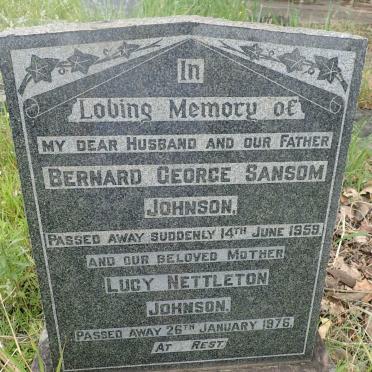 In
Loving Memory of
MY DEAR HUSBAND AND OUR FATHER
BERNARD GEORGE SANSOM
JOHNSON,
PASSED AWAY SUDDENLY 14TH JUNE 1959.
AND OUR BELOVED MOTHER
LUCY NETTLETON
JOHNSON.
PASSED AWAY 26TH JANUARY 1976.
AT REST.